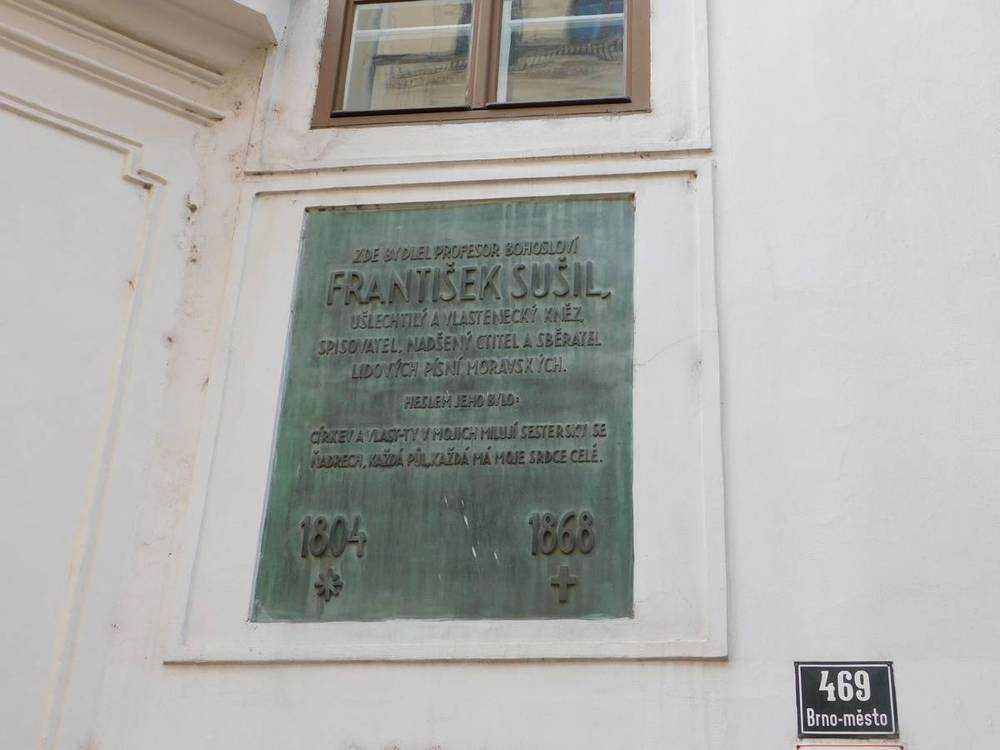 ZDE BYDLEL PROFESOR BOHOSLOVÍ
FRANTIŠEK SUŠIL,
UŠLECHTILÝ A VLASTENECKÝ KNĚZ,
SPISOVATEL, NADŠENÝ CTITEL A SBĚRATEL
LIDOVÝCH PÍSNÍ MORAVSKÝCH.
HESLEM JEHO BYLO:
CÍRKEV A VLAST-TY V MOJICH MILUJÍ SESTERSKY SE
ŇADRECH, KAŽDÁ PŮL, KAŽDÁ MÁ MOJE SRDCE CELÉ.
1804 1868
469
Brno-město